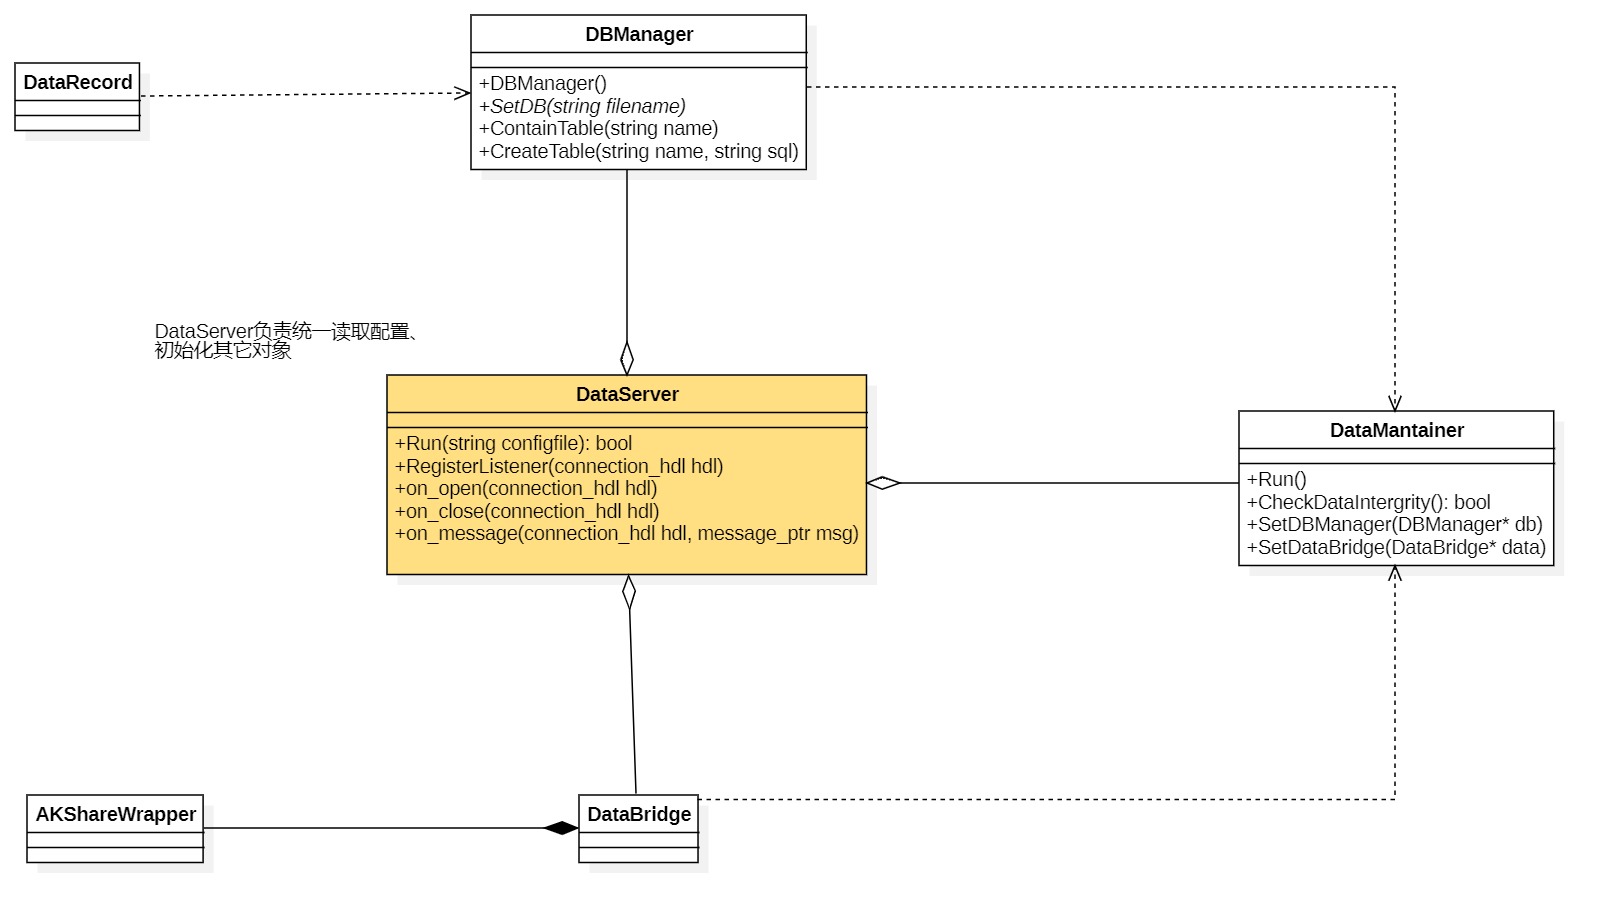 DBManager
+DBManager()
+SetDB(string filename)
+ContainTable(string name)
+CreateTable(string name, string sql)
DataRecord
DataServer负责统一读取配置、
初始化其它对象
DataServer
+Run(string configfile): bool
+RegisterListener(connection_hdl hdl)
+on_open(connection_hdl hdl)
+on_close(connection_hdl hdl)
+on_message(connection_hdl hdl, message_ptr msg)
DataMantainer
+Run()
+CheckDataIntergrity(): bool
+SetDBManager(DBManager* db)
+SetDataBridge(DataBridge* data)
AKShareWrapper
DataBridge